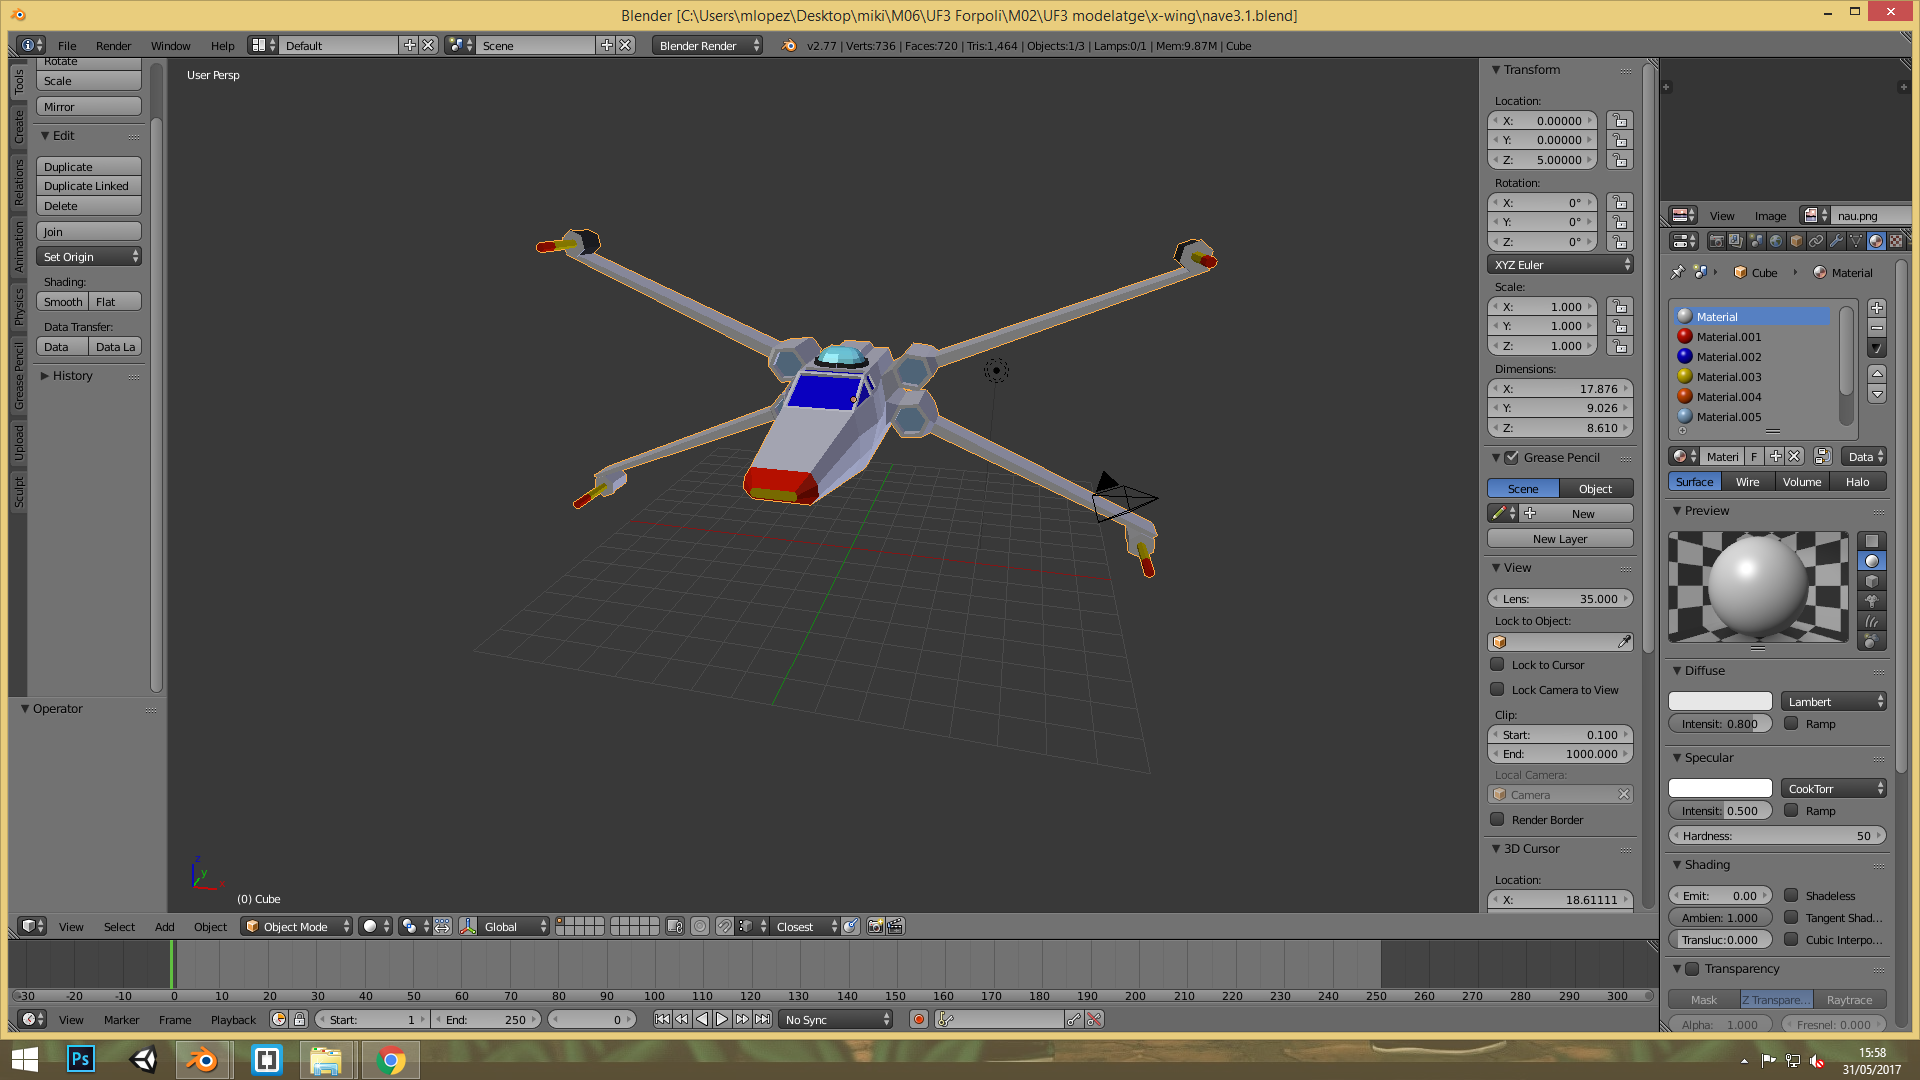 Blender [C:\Users\mlopez\Desktop\miki\M06\UF3 Forpoli\M02\UF3 modelatge\x-wing\nave3.1.blend]
File Render Window Help Default Scene Blender Render v2.77 | Verts:736 | Faces:720 | Tris:1,464 | Objects:1/3 | Lamps:0/1 | Mem:9.87M | Cube
Tools
Create
Relations
Animation
Physics
Grease Pencil
Upload
Sculpt
Rotate
Scale
Mirror
Edit
Duplicate
Duplicate Linked
Delete
Join
Set Origin
Shading:
Smooth Flat
Data Transfer:
Data Data La
History
Operator
User Persp
z
y
x
(0) Cube
Transform
Location:
X: 0.00000
Y: 0.00000
Z: 5.00000
Rotation:
X: 0°
Y: 0°
Z: 0°
XYZ Euler
Scale:
X: 1.000
Y: 1.000
Z: 1.000
Dimensions:
X: 17.876
Y: 9.026
Z: 8.610
Grease Pencil
Scene Object
New
New Layer
View
Lens: 35.000
Lock to Object:
Lock to Cursor
Lock Camera to View
Clip:
Start: 0.100
End: 1000.000
Local Camera:
Camera
Render Border
3D Cursor
Location:
X: 18.61111
View Image nau.png
Cube Material
Material
Material.001
Material.002
Material.003
Material.004
Material.005
Materi F Data
Surface Wire Volume Halo
Preview
Diffuse
Lambert
Intensit: 0.800 Ramp
Specular
CookTorr
Intensit: 0.500 Ramp
Hardness: 50
Shading
Emit: 0.00 Shadeless
Ambien: 1.000 Tangent Shad...
Transluc:0.000 Cubic Interpo...
Transparency
Mask Z Transpare... Raytrace
Alpha: 1.000 Fresnel: 0.000
View Select Add Object Object Mode Global Closest
-30 -20 -10 0 10 20 30 40 50 60 70 80 90 100 110 120 130 140 150 160 170 180 190 200 210 220 230 240 250 260 270 280 290 300
View Marker Frame Playback Start: 1 End: 250 0 No Sync
Ps
15:58
31/05/2017